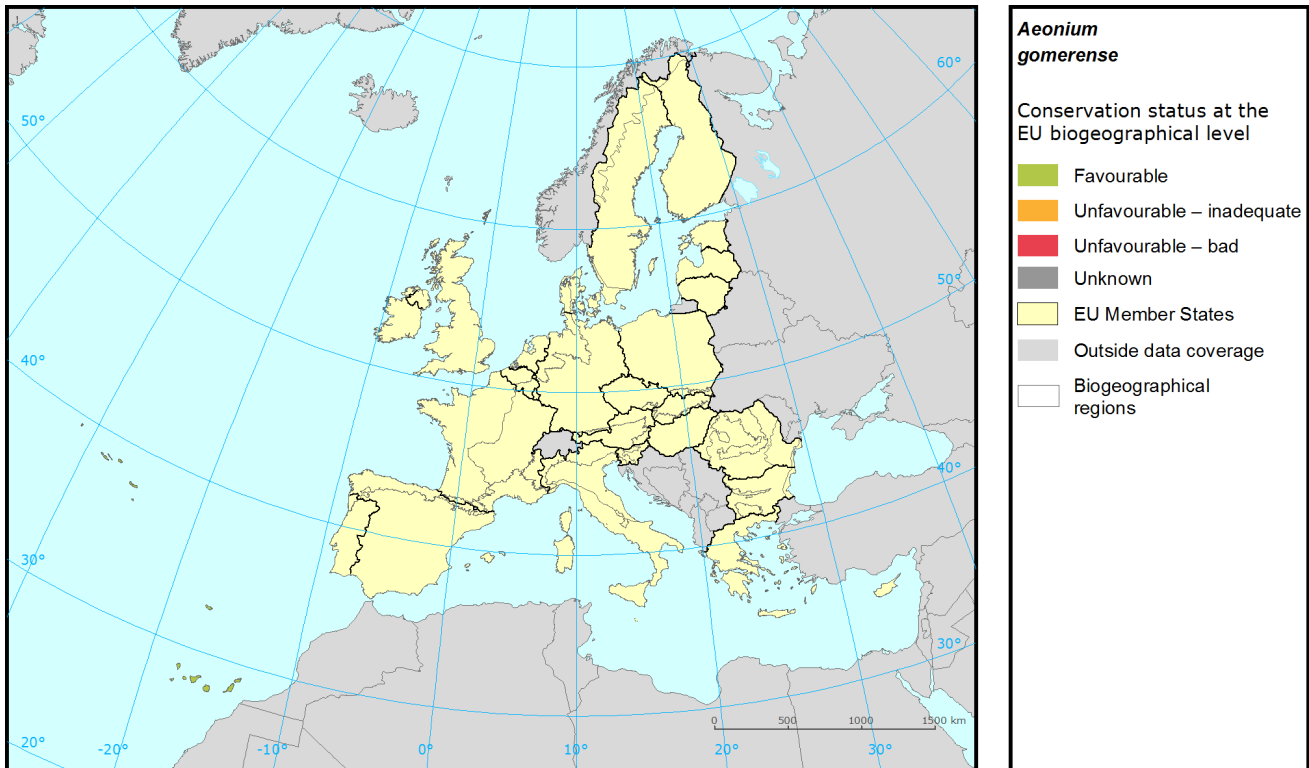 60°
50°
50°
40°
40°
30°
30°
20°
-20°
-10°
0°
10°
20°
30°
0 500 1000 1500 km
Aeonium
gomerense
Conservation status at the
EU biogeographical level
Favourable
Unfavourable – inadequate
Unfavourable – bad
Unknown
EU Member States
Outside data coverage
Biogeographical
regions